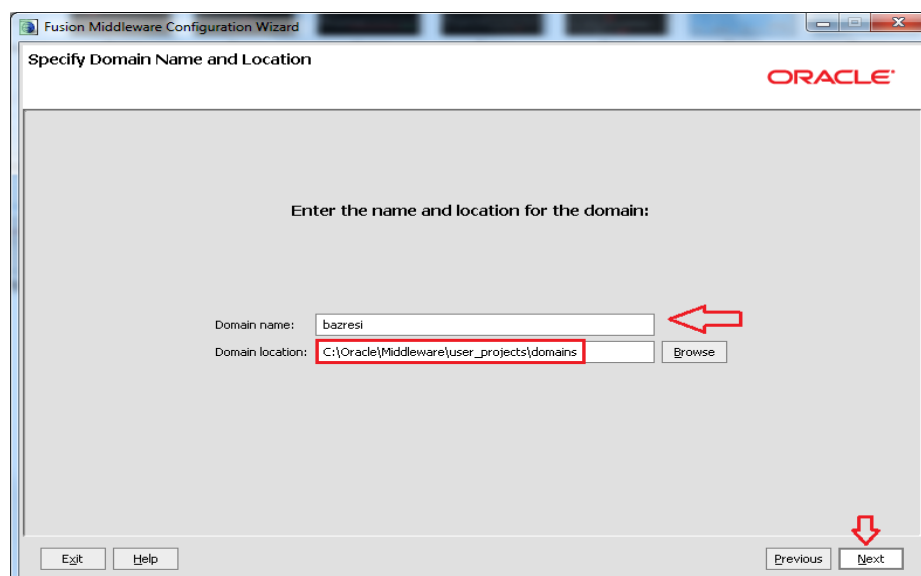 Fusion Middleware Configuration Wizard
Specify Domain Name and Location
ORACLE
Enter the name and location for the domain:
Domain name: bazresi
Domain location: C:\Oracle\Middleware\user_projects\domains Browse
Exit Help Previous Next